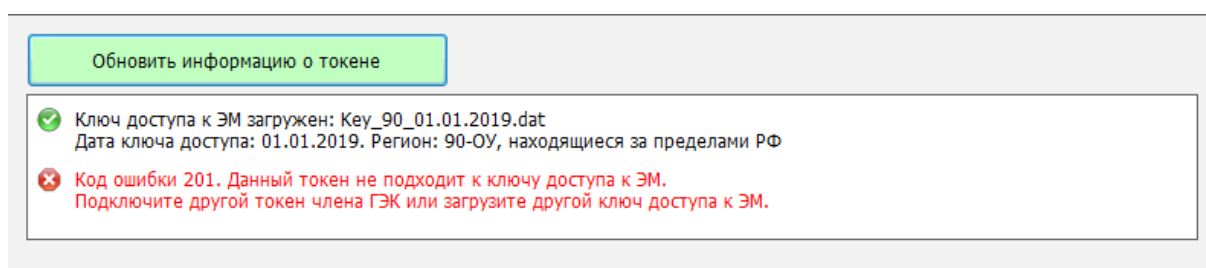 Обновить информацию о токене
Ключ доступа к ЭМ загружен: Key_90_01.01.2019.dat
Дата ключа доступа: 01.01.2019. Регион: 90-ОУ, находящиеся за пределами РФ
Код ошибки 201. Данный токен не подходит к ключу доступа к ЭМ.
Подключите другой токен члена ГЭК или загрузите другой ключ доступа к ЭМ.